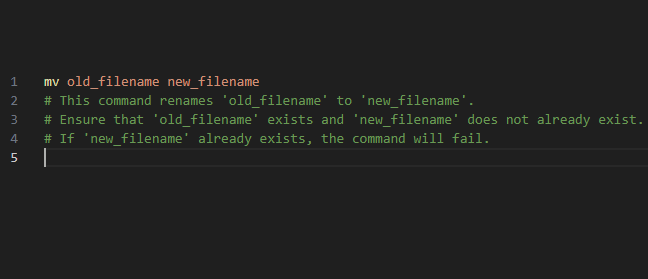 1 mv old_filename new_filename
2 # This command renames 'old_filename' to 'new_filename'.
3 # Ensure that 'old_filename' exists and 'new_filename' does not already exist.
4 # If 'new_filename' already exists, the command will fail.
5